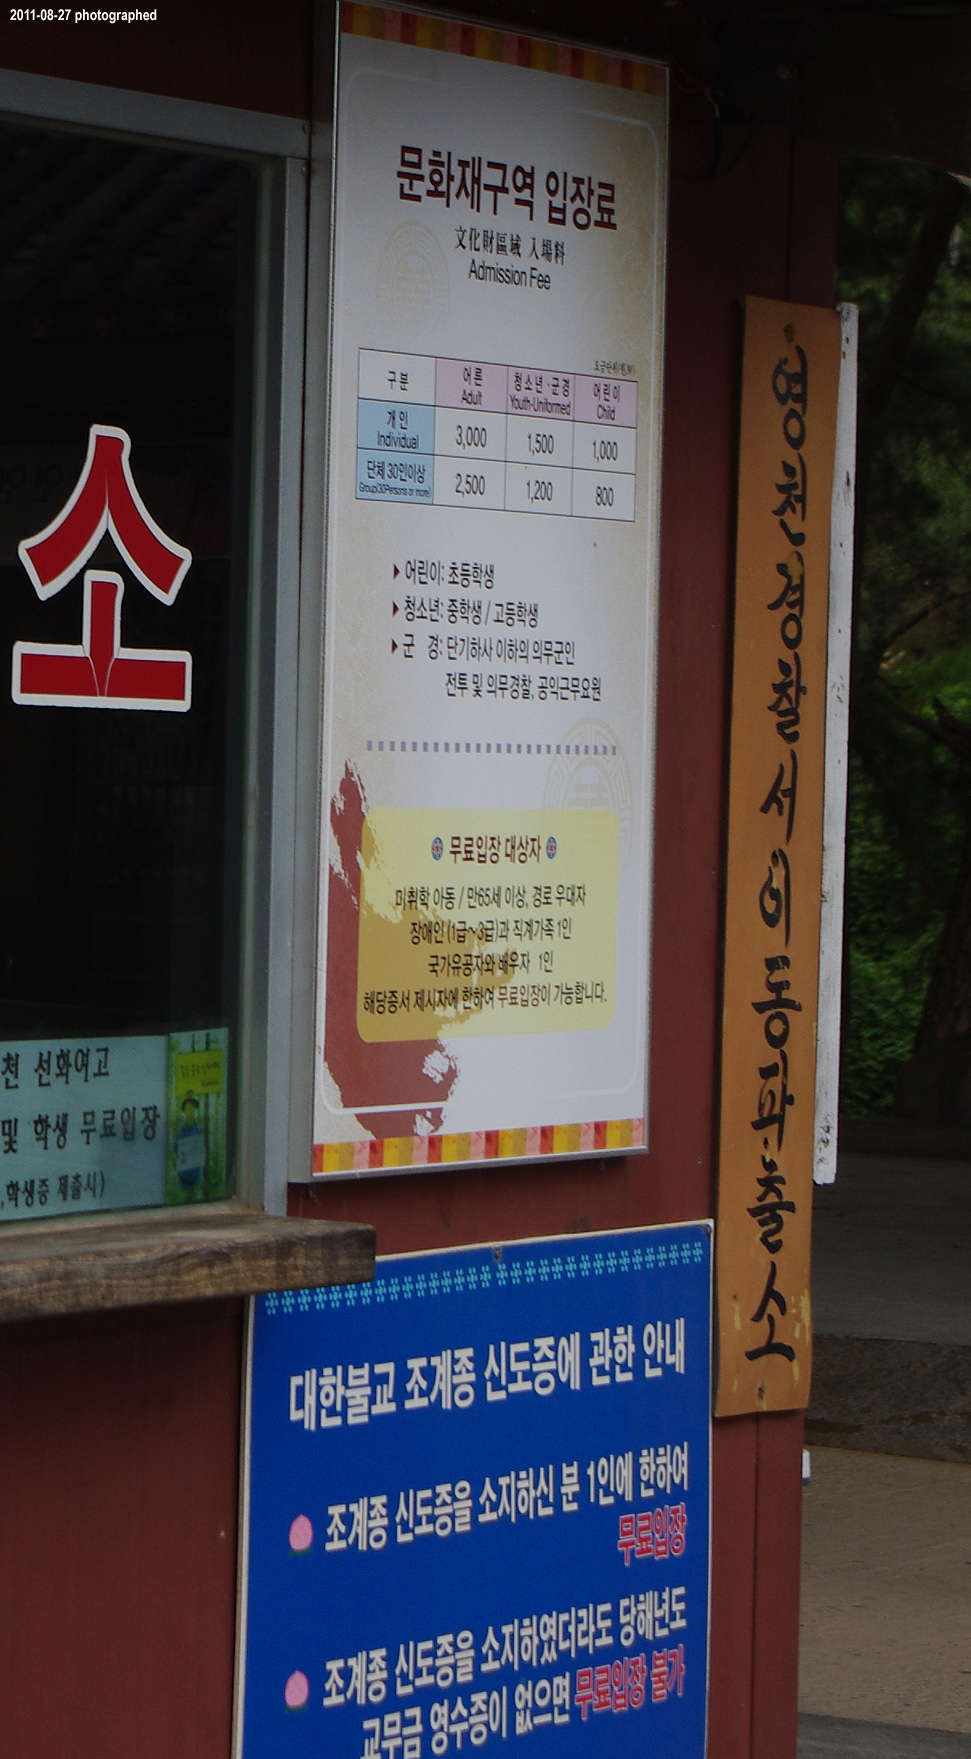 2011-08-27 photographed
문화재구역 입장료
文化財區域 入場料
Admission Fee
요금단위(원,₩)
구분 어른 Adult 청소년·군경 Youth·Uniformed 어린이 Child
개인 Individual 3,000 1,500 1,000
단체 30인이상 Group(30Persons or more) 2,500 1,200 800
어린이: 초등학생
청소년: 중학생 / 고등학생
군 경: 단기하사 이하의 의무군인
전투 및 의무경찰, 공익근무요원
무료입장 대상자
미취학 아동 / 만65세 이상, 경로 우대자
장애인(1급~3급)과 직계가족 1인
국가유공자와 배우자 1인
해당증서 제시자에 한하여 무료입장이 가능합니다.
소
천 선화여고
및 학생 무료입장
,학생증 제출시)
영천경찰서이동파출소
대한불교 조계종 신도증에 관한 안내
조계종 신도증을 소지하신 분 1인에 한하여
무료입장
조계종 신도증을 소지하였더라도 당해년도
교무금 영수증이 없으면 무료입장 불가